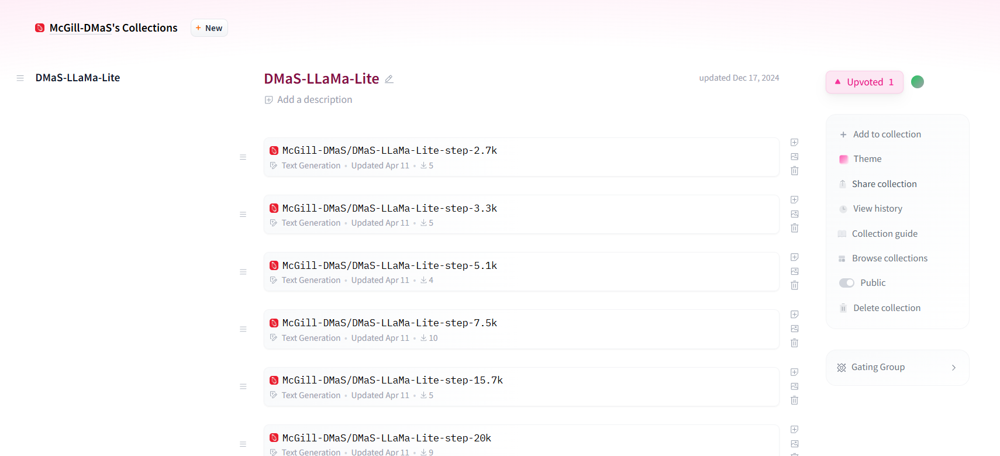 McGill-DMaS's Collections
+ New
DMaS-LLaMa-Lite
DMaS-LLaMa-Lite
updated Dec 17, 2024
Add a description
McGill-DMaS/DMaS-LLaMa-Lite-step-2.7k
Text Generation • Updated Apr 11 • 5
McGill-DMaS/DMaS-LLaMa-Lite-step-3.3k
Text Generation • Updated Apr 11 • 5
McGill-DMaS/DMaS-LLaMa-Lite-step-5.1k
Text Generation • Updated Apr 11 • 4
McGill-DMaS/DMaS-LLaMa-Lite-step-7.5k
Text Generation • Updated Apr 11 • 10
McGill-DMaS/DMaS-LLaMa-Lite-step-15.7k
Text Generation • Updated Apr 11 • 5
McGill-DMaS/DMaS-LLaMa-Lite-step-20k
Text Generation • Updated Apr 11 • 9
Upvoted 1
+ Add to collection
Theme
Share collection
View history
Collection guide
Browse collections
Public
Delete collection
Gating Group